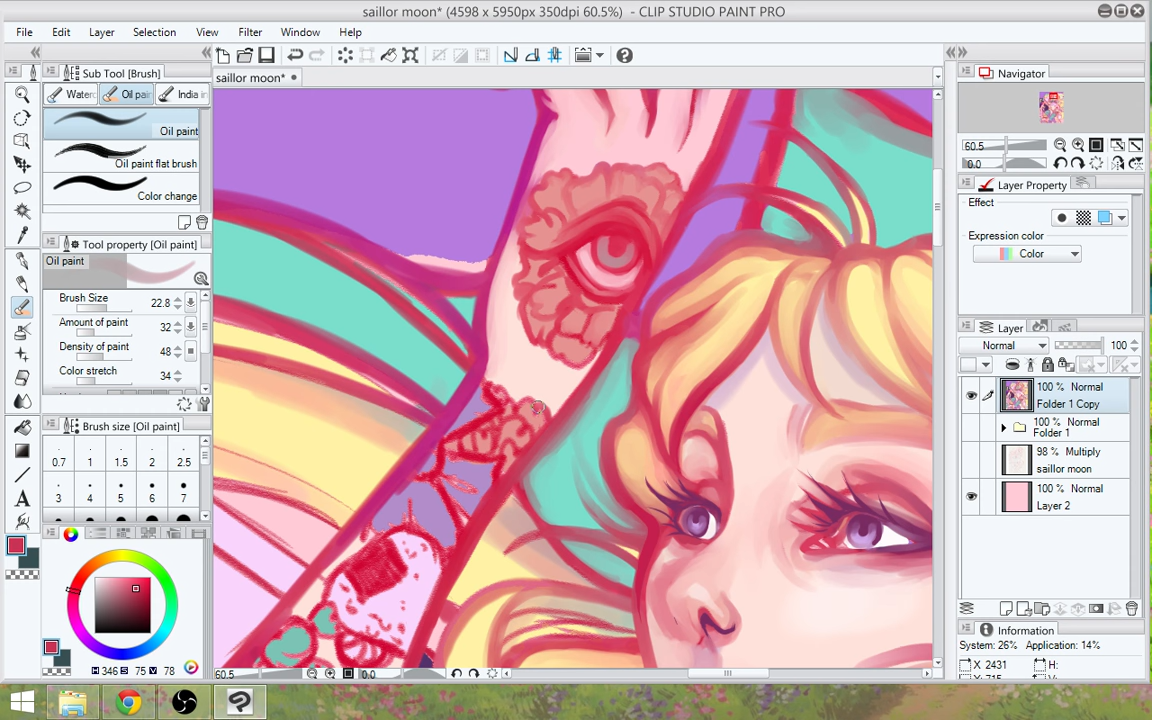 saillor moon* (4598 x 5950px 350dpi 60.5%) - CLIP STUDIO PAINT PRO
File Edit Layer Selection View Filter Window Help
saillor moon*
Sub Tool [Brush]
Oil pain India in
Oil paint
Oil paint flat brush
Color change
Tool property [Oil paint]
Oil paint
Brush Size 22.8
Amount of paint 32
Density of paint 48
Color stretch 34
Brush size [Oil paint]
0.7 1 1.5 2 2.5
3 4 5 6 7
H 346 S 75 V 78
60.5 0.0
Navigator
60.5
0.0
Layer Property
Effect
Expression color
Color
Layer
Normal 100
100 % Normal
Folder 1 Copy
100 % Normal
Folder 1
98 % Multiply
saillor moon
100 % Normal
Layer 2
Information
System: 26% Application: 14%
X 2431 H: